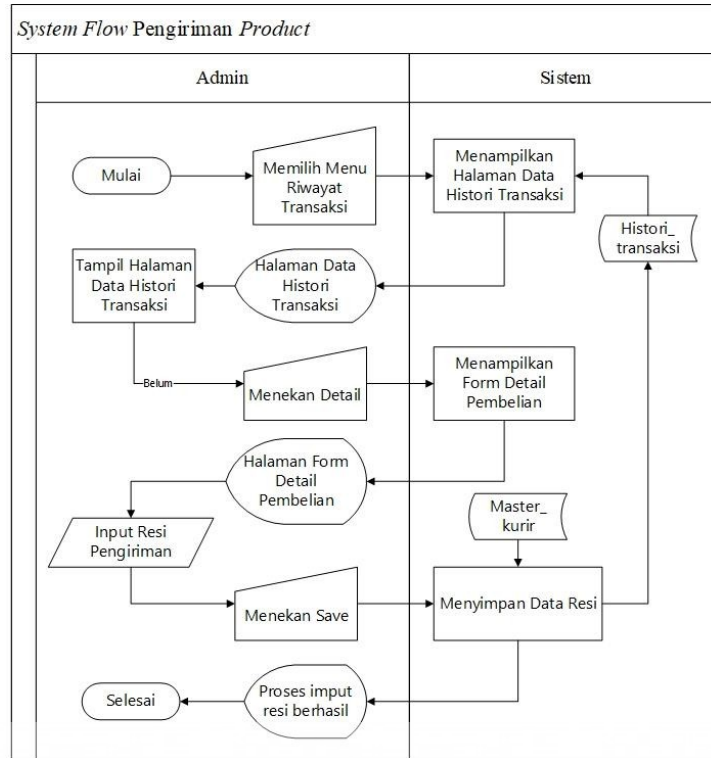 System Flow Pengiriman Product
Admin
Sistem
Mulai
Memilih Menu
Riwayat
Transaksi
Menampilkan
Halaman Data
Histori Transaksi
Histori_
transaksi
Tampil Halaman
Data Histori
Transaksi
Halaman Data
Histori
Transaksi
Belum
Menekan Detail
Menampilkan
Form Detail
Pembelian
Halaman Form
Detail
Pembelian
Master_
kurir
Input Resi
Pengiriman
Menekan Save
Menyimpan Data Resi
Selesai
Proses imput
resi berhasil